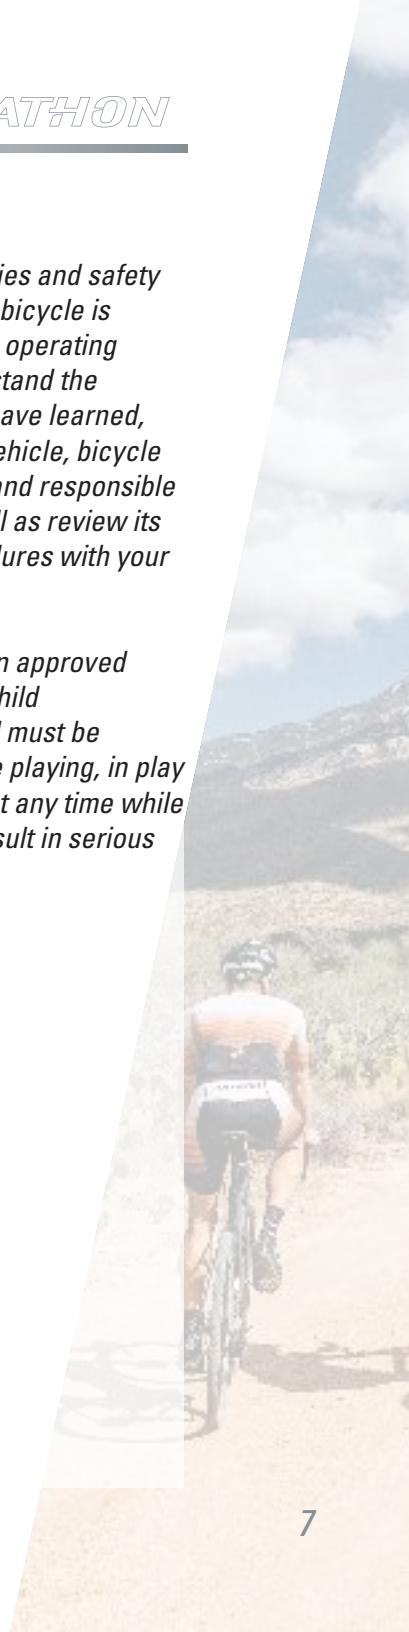 ATHON
ies and safety
bicycle is
operating
tand the
ave learned,
ehicle, bicycle
and responsible
l as review its
lures with your
n approved
hild
must be
playing, in play
t any time while
sult in serious
7